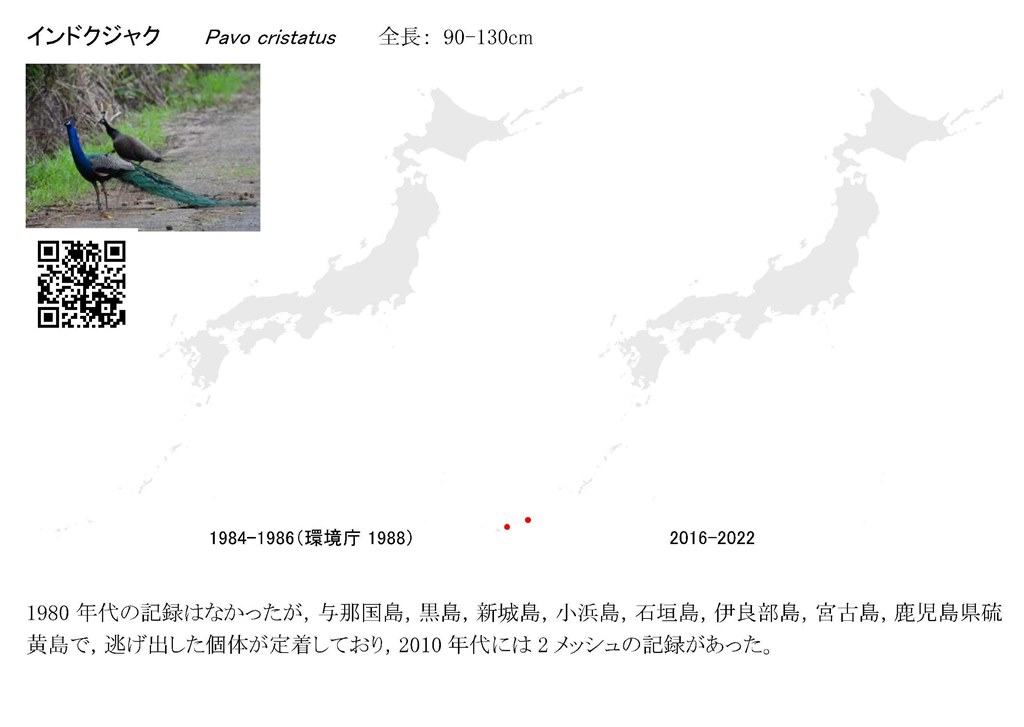 インドクジャク Pavo cristatus 全長： 90-130cm
1984-1986（環境庁 1988） 2016-2022
1980 年代の記録はなかったが，与那国島，黒島，新城島，小浜島，石垣島，伊良部島，宮古島，鹿児島県硫
黄島で，逃げ出した個体が定着しており，2010 年代には 2 メッシュの記録があった。